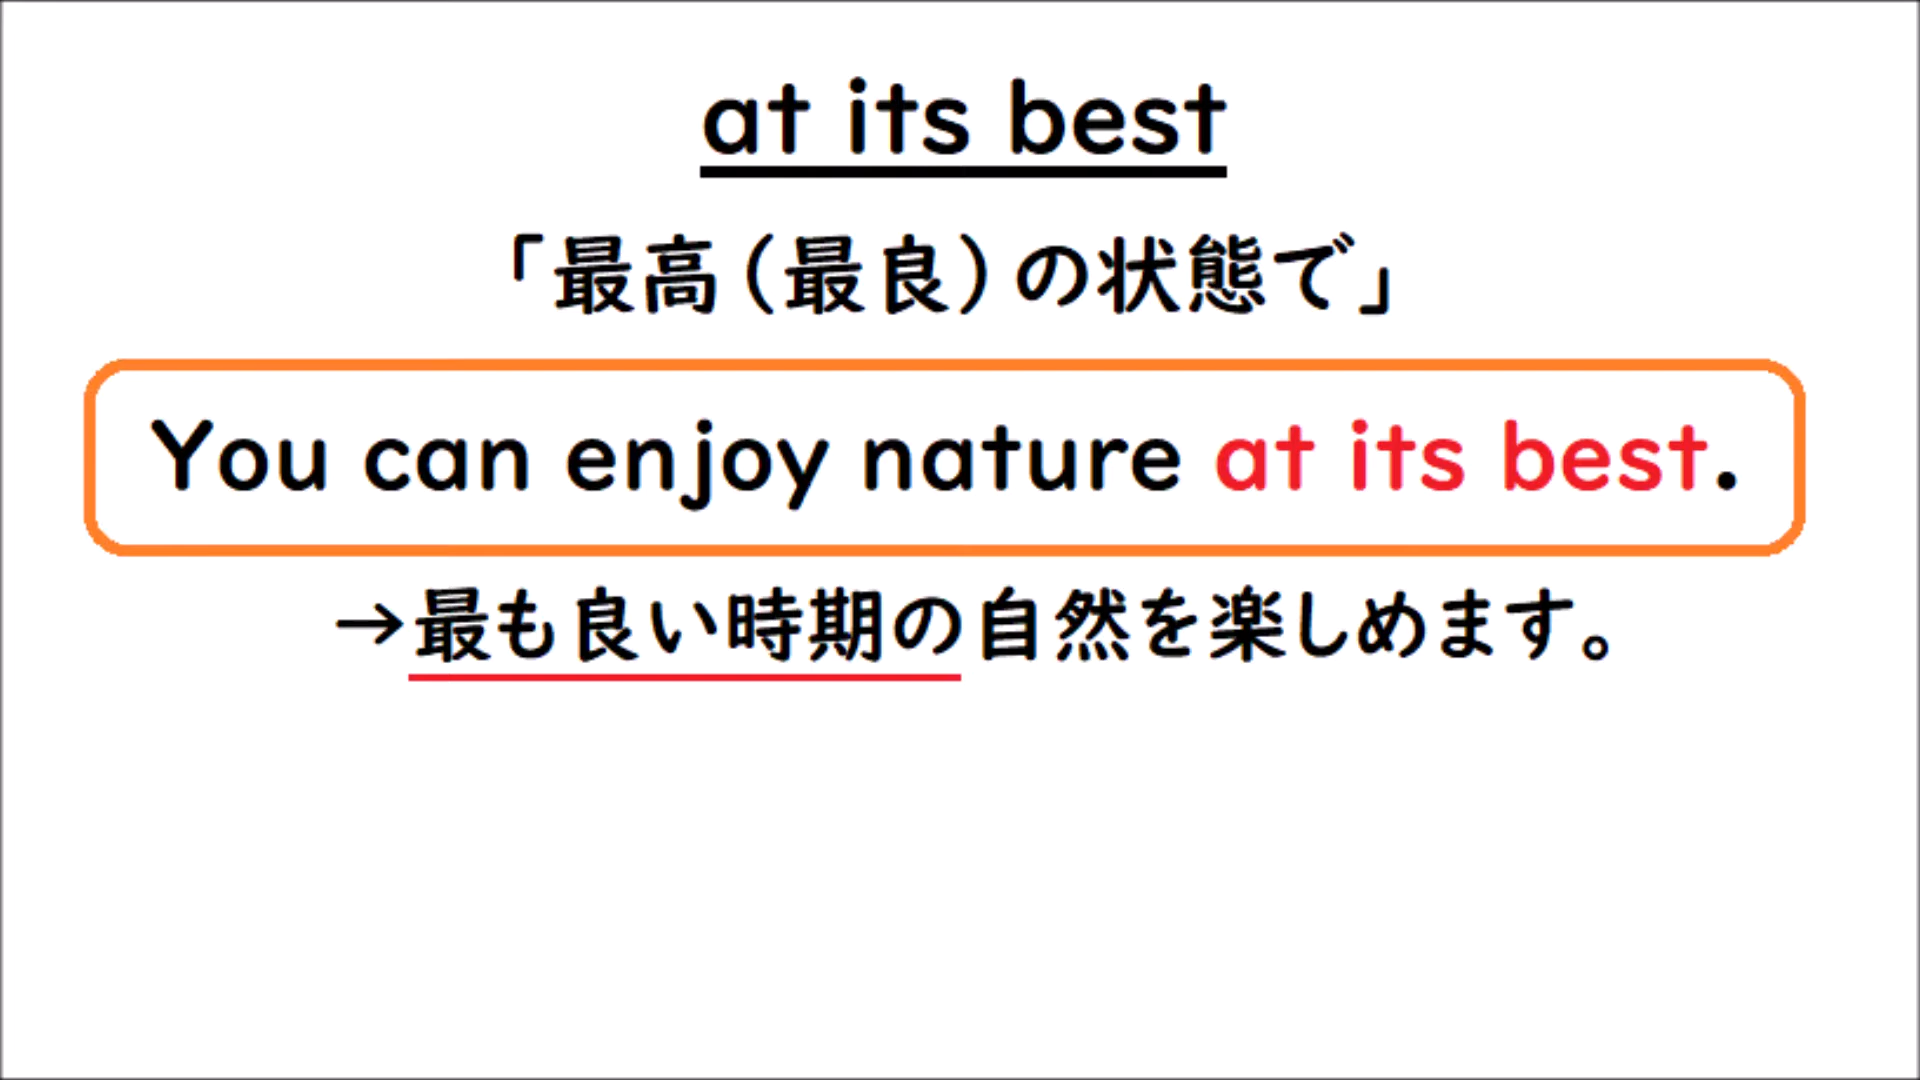 at its best
「最高（最良）の状態で」
You can enjoy nature at its best.
→最も良い時期の自然を楽しめます。